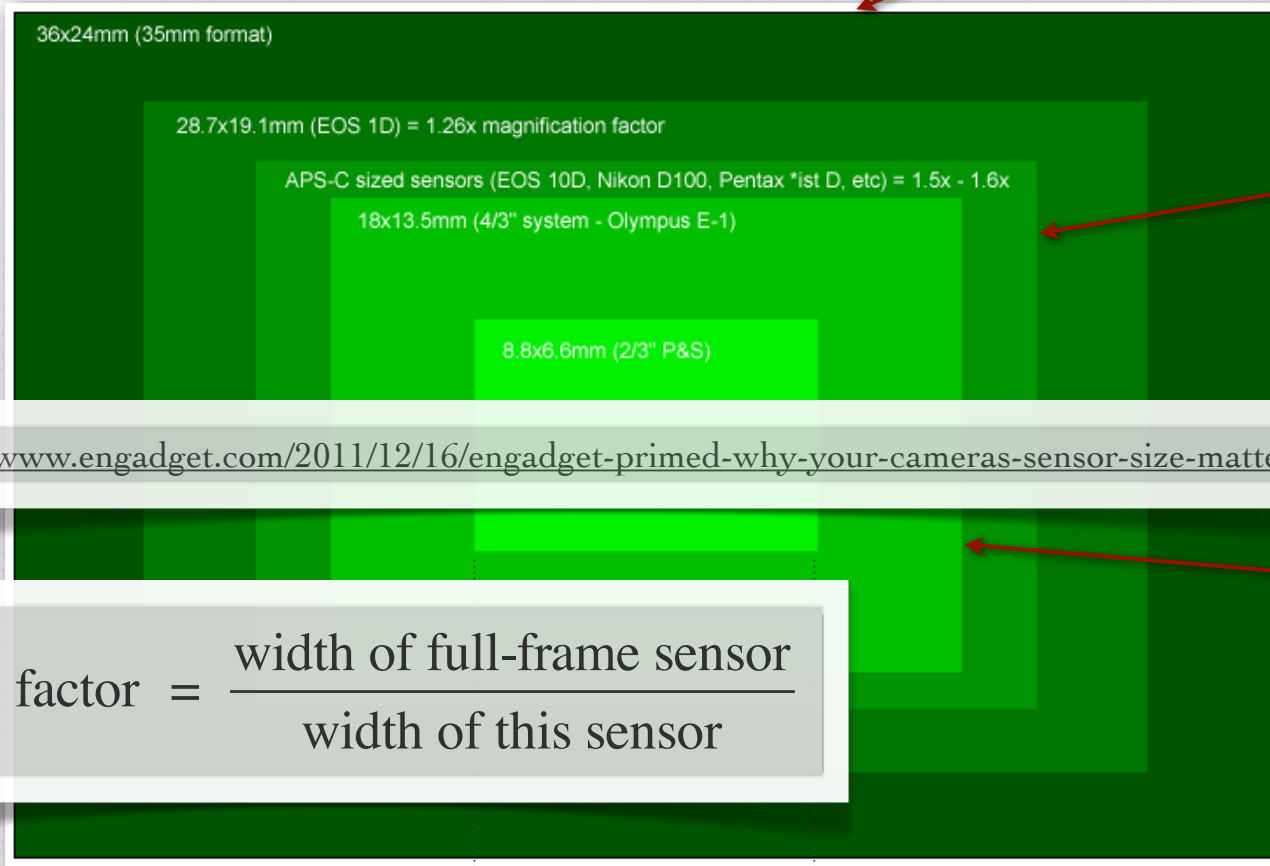 36x24mm (35mm format)
28.7x19.1mm (EOS 1D) = 1.26x magnification factor
APS-C sized sensors (EOS 10D, Nikon D100, Pentax *ist D, etc) = 1.5x - 1.6x
18x13.5mm (4/3" system - Olympus E-1)
8.8x6.6mm (2/3" P&S)
www.engadget.com/2011/12/16/engadget-primed-why-your-cameras-sensor-size-matte
factor = width of full-frame sensor
width of this sensor